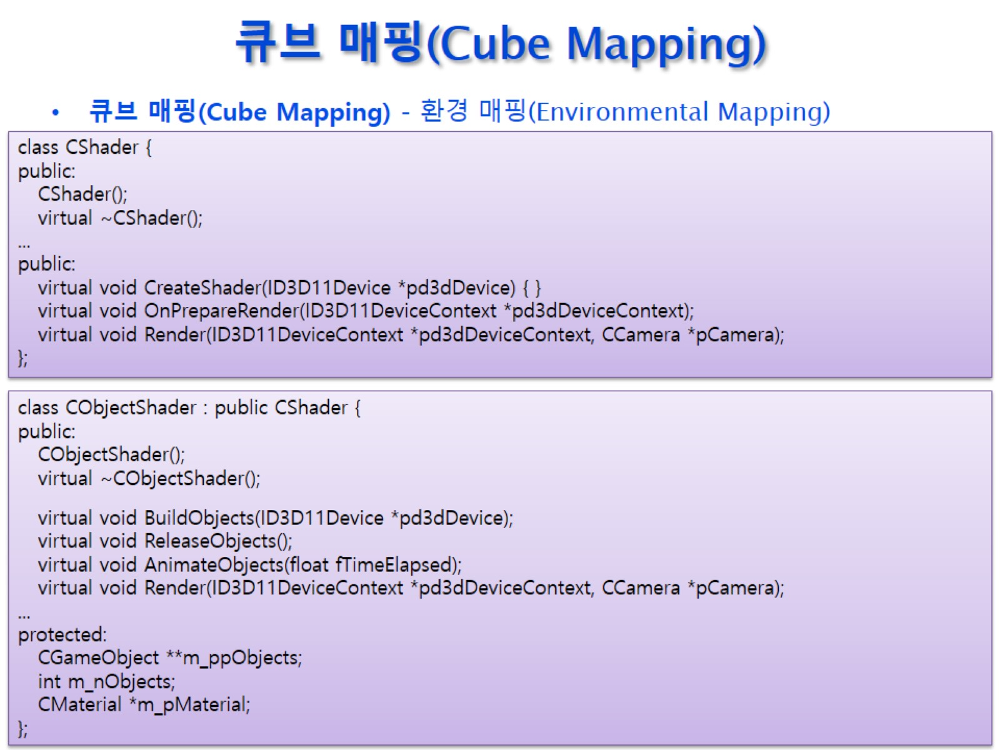 큐브 매핑(Cube Mapping)
• 큐브 매핑(Cube Mapping) - 환경 매핑(Environmental Mapping)
class CShader {
public:
CShader();
virtual ~CShader();
...
public:
virtual void CreateShader(ID3D11Device *pd3dDevice) { }
virtual void OnPrepareRender(ID3D11DeviceContext *pd3dDeviceContext);
virtual void Render(ID3D11DeviceContext *pd3dDeviceContext, CCamera *pCamera);
};
class CObjectShader : public CShader {
public:
CObjectShader();
virtual ~CObjectShader();
virtual void BuildObjects(ID3D11Device *pd3dDevice);
virtual void ReleaseObjects();
virtual void AnimateObjects(float fTimeElapsed);
virtual void Render(ID3D11DeviceContext *pd3dDeviceContext, CCamera *pCamera);
...
protected:
CGameObject **m_ppObjects;
int m_nObjects;
CMaterial *m_pMaterial;
};